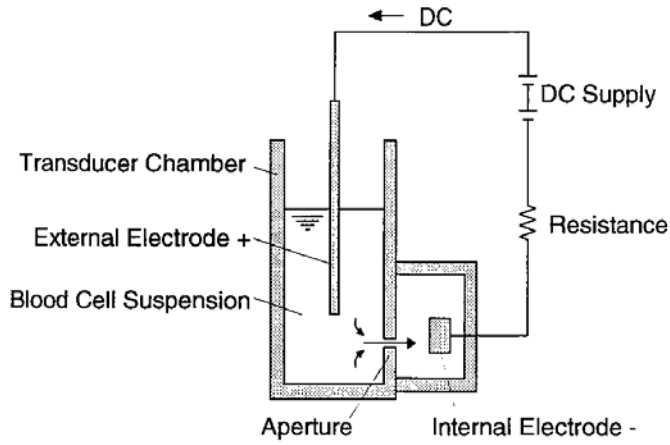 DC
DC Supply
Transducer Chamber
External Electrode +
Resistance
Blood Cell Suspension
Aperture
Internal Electrode -